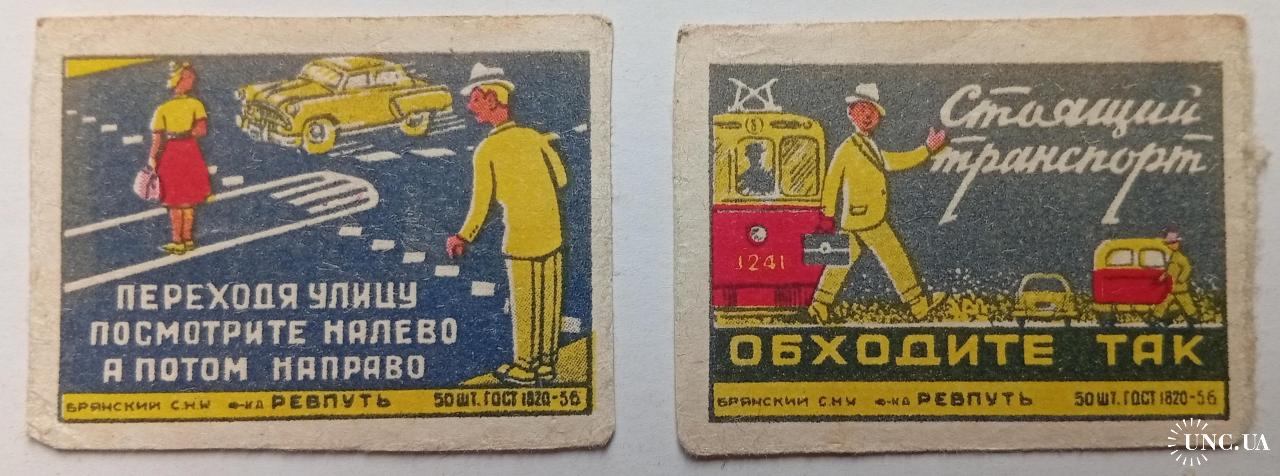 ПЕРЕХОДЯ УЛИЦУ
ПОСМОТРИТЕ НАЛЕВО
А ПОТОМ НАПРАВО
БРЯНСКИЙ С.Н.Х Ф-КА РЕВПУТЬ 50 ШТ. ГОСТ 1820-56
Стоящий
транспорт
(8)
1241
ОБХОДИТЕ ТАК
БРЯНСКИЙ С.Н.Х Ф-КА РЕВПУТЬ 50 ШТ. ГОСТ 1820-56
UNC.UA